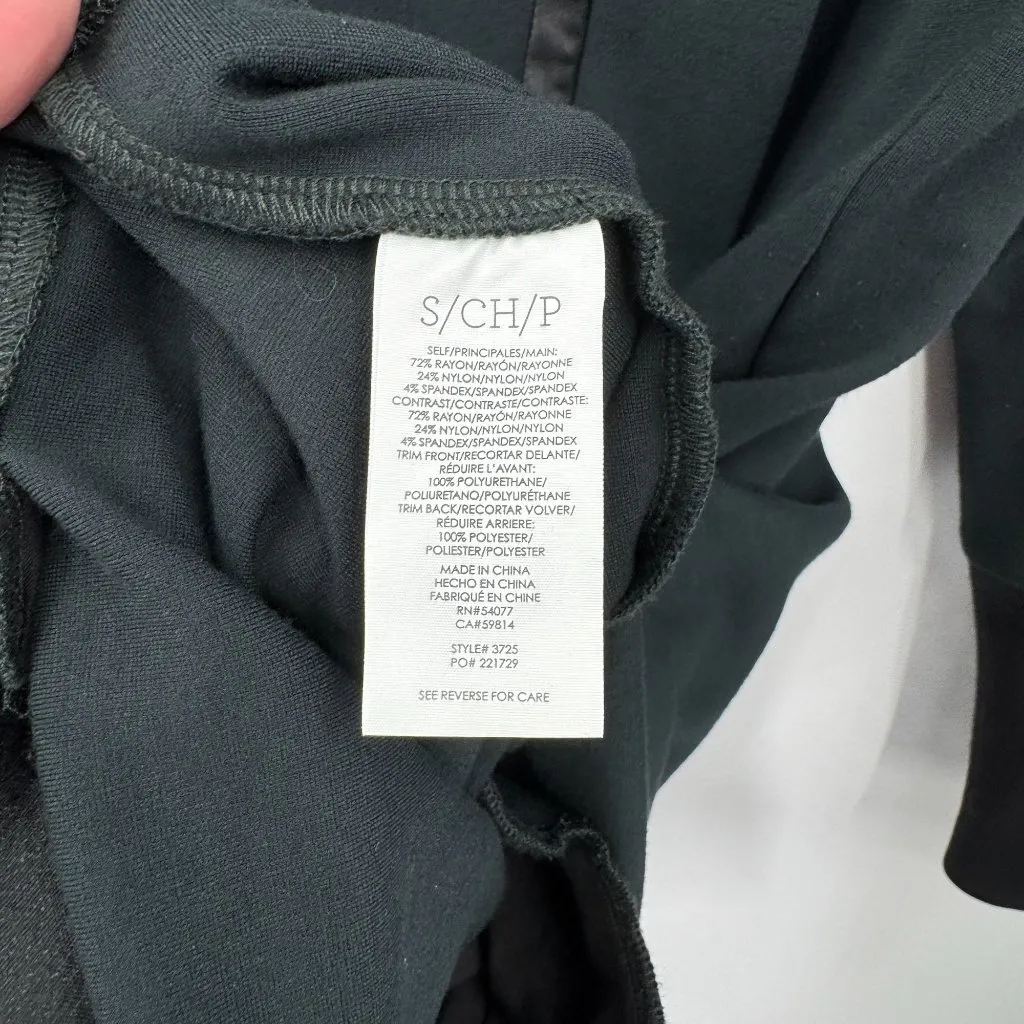 S/CH/P
SELF/PRINCIPALES/MAIN:
72% RAYON/RAYÓN/RAYONNE
24% NYLON/NYLON/NYLON
4% SPANDEX/SPANDEX/SPANDEX
CONTRAST/CONTRASTE/CONTRASTE:
72% RAYON/RAYÓN/RAYONNE
24% NYLON/NYLON/NYLON
4% SPANDEX/SPANDEX/SPANDEX
TRIM FRONT/RECORTAR DELANTE/
RÉDUIRE L'AVANT:
100% POLYURETHANE/
POLIURETANO/POLYURÉTHANE
TRIM BACK/RECORTAR VOLVER/
RÉDUIRE ARRIERE:
100% POLYESTER/
POLIESTER/POLYESTER
MADE IN CHINA
HECHO EN CHINA
FABRIQUÉ EN CHINE
RN#54077
CA#59814
STYLE# 3725
PO# 221729
SEE REVERSE FOR CARE